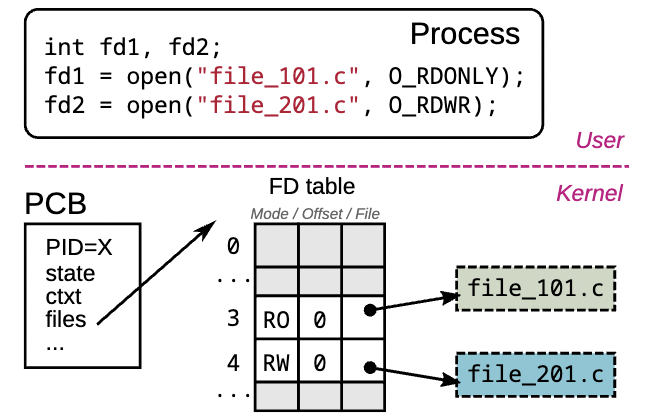 Process
int fd1, fd2;
fd1 = open("file_101.c", O_RDONLY);
fd2 = open("file_201.c", O_RDWR);
User
Kernel
PCB
PID=X
state
ctxt
files
...
FD table
Mode / Offset / File
0
...
3 RO 0
4 RW 0
...
file_101.c
file_201.c